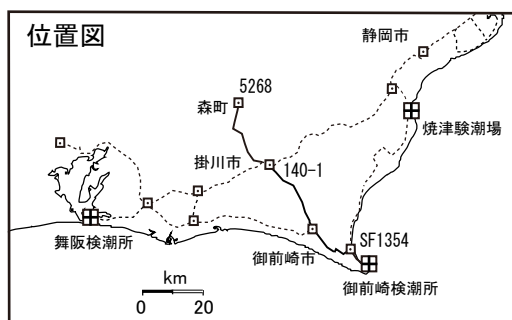 位置図
静岡市
5268
森町
焼津験潮場
掛川市
140-1
SF1354
舞阪検潮所
御前崎市
御前崎検潮所
km
0 20